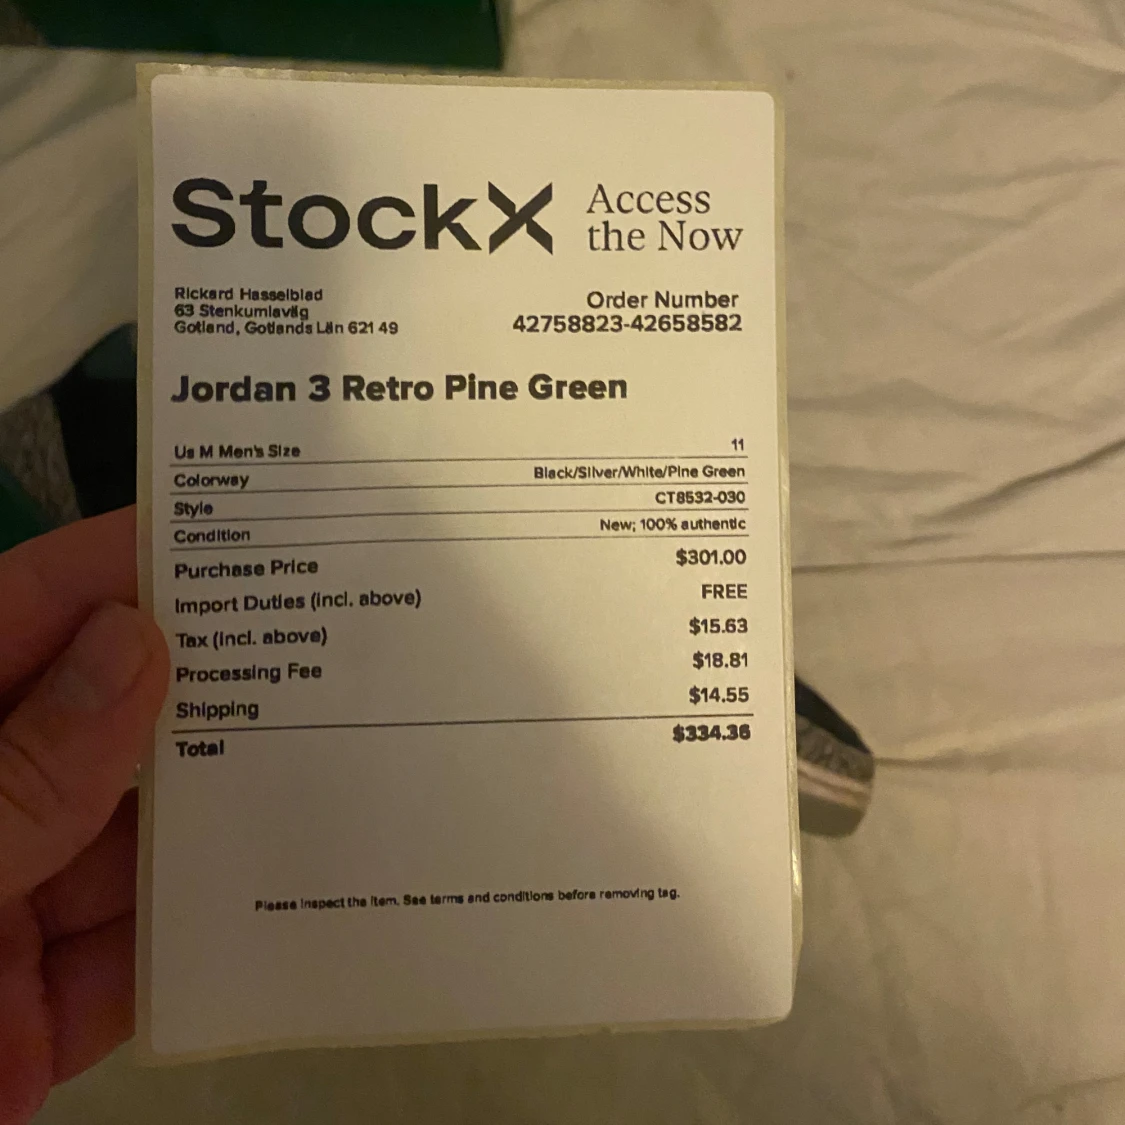 StockX Access
the Now
Rickard Hasselblad
63 Stenkumlaväg
Gotland, Gotlands Län 621 49
Order Number
42758823-42658582
Jordan 3 Retro Pine Green
Us M Men's Size 11
Colorway Black/Silver/White/Pine Green
Style CT8532-030
Condition New; 100% authentic
Purchase Price $301.00
Import Duties (incl. above) FREE
Tax (incl. above) $15.63
Processing Fee $18.81
Shipping $14.55
Total $334.36
Please inspect the item. See terms and conditions before removing tag.